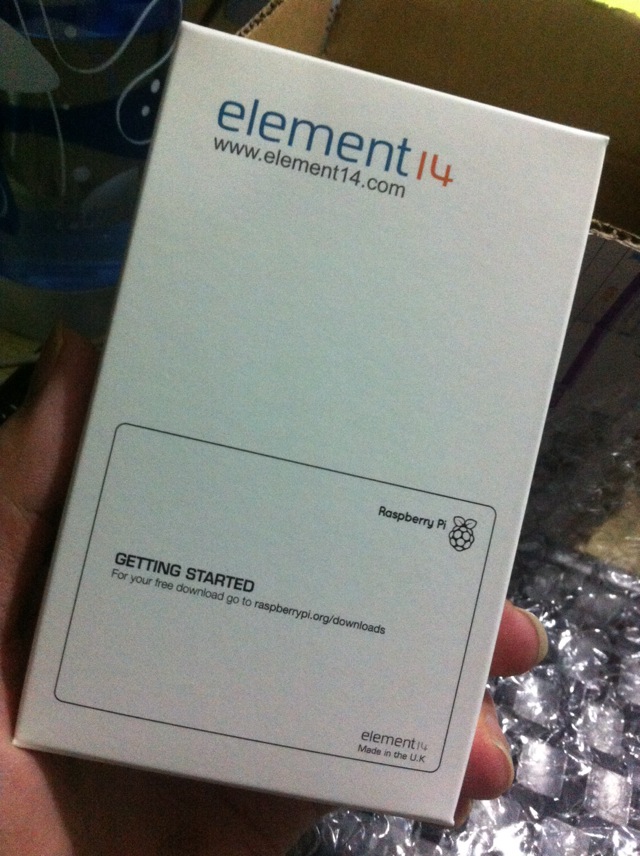 element14
www.element14.com
Raspberry Pi
GETTING STARTED
For your free download go to raspberrypi.org/downloads
element14
Made in the U.K